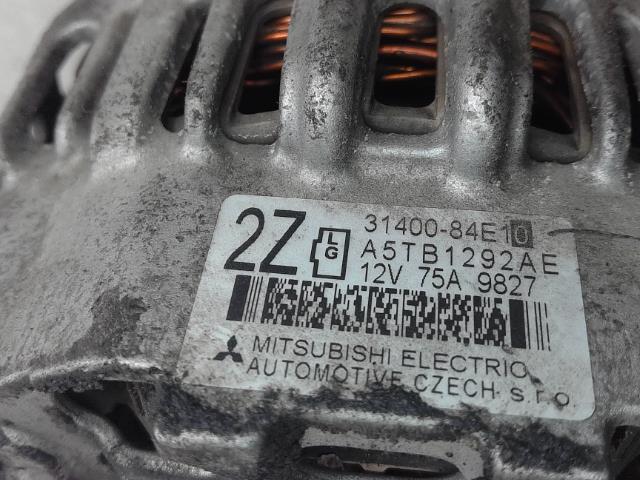 2Z
L
G
31400-84E10
A5TB1292AE
12V 75A 9827
MITSUBISHI ELECTRIC
AUTOMOTIVE CZECH s.r.o.